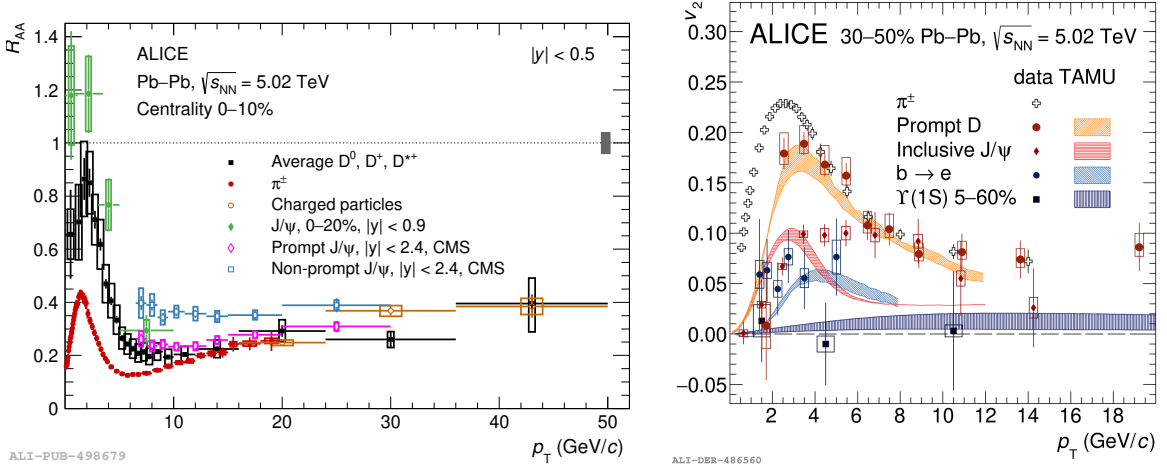 R_AA
1.4
1.2
1
0.8
0.6
0.4
0.2
0
ALICE
|y| < 0.5
Pb–Pb, √s_NN = 5.02 TeV
Centrality 0–10%
Average D⁰, D⁺, D*⁺
π±
Charged particles
J/ψ, 0–20%, |y| < 0.9
Prompt J/ψ, |y| < 2.4, CMS
Non-prompt J/ψ, |y| < 2.4, CMS
0 10 20 30 40 50
p_T (GeV/c)
ALI-PUB-498679
v₂
0.30
0.25
0.20
0.15
0.10
0.05
0.00
−0.05
ALICE 30–50% Pb–Pb, √s_NN = 5.02 TeV
data TAMU
π±
Prompt D
Inclusive J/ψ
b → e
ϒ(1S) 5–60%
2 4 6 8 10 12 14 16 18
p_T (GeV/c)
ALI-DER-486560